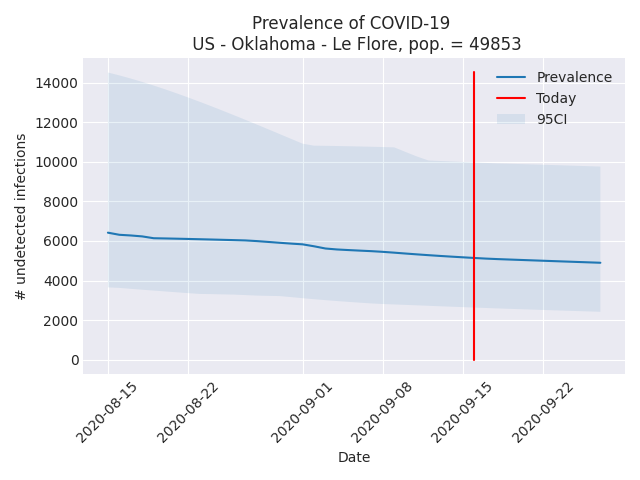 Prevalence of COVID-19
US - Oklahoma - Le Flore, pop. = 49853
14000
12000
10000
8000
6000
4000
2000
0
# undetected infections
Prevalence
Today
95CI
2020-08-15
2020-08-22
2020-09-01
2020-09-08
2020-09-15
2020-09-22
Date